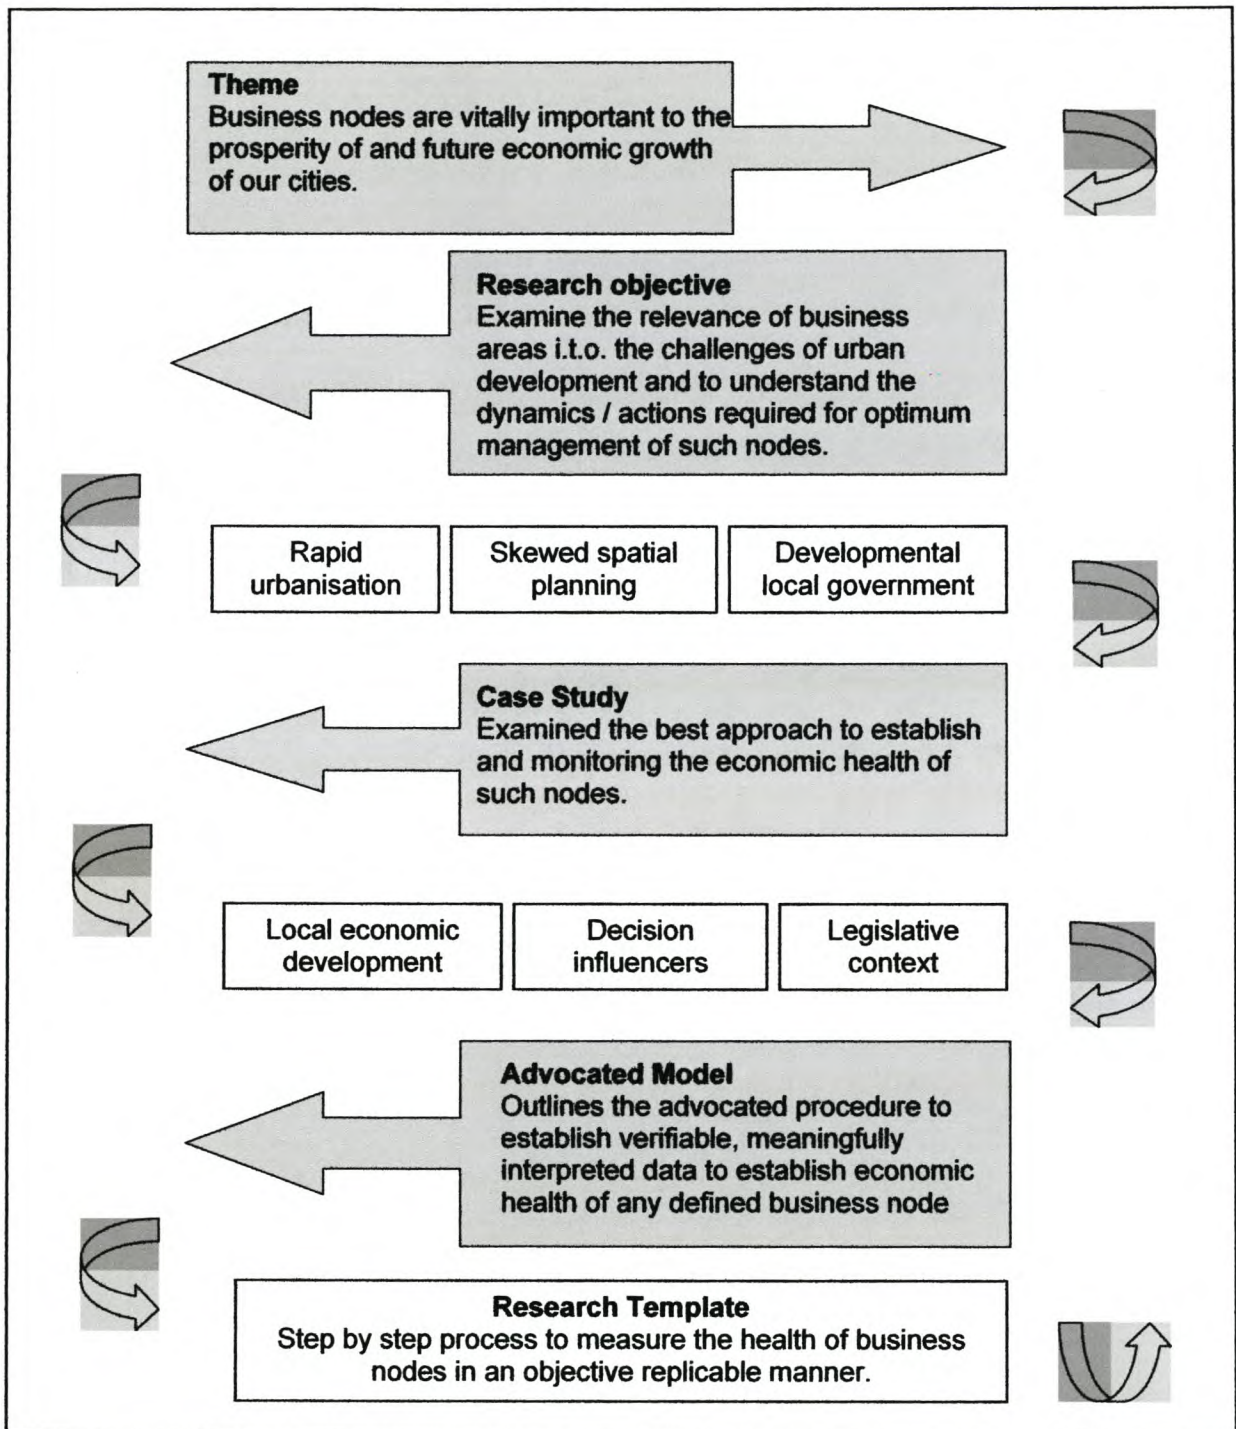 Theme
Business nodes are vitally important to the
prosperity of and future economic growth
of our cities.
Research objective
Examine the relevance of business
areas i.t.o. the challenges of urban
development and to understand the
dynamics / actions required for optimum
management of such nodes.
Rapid
urbanisation
Skewed spatial
planning
Developmental
local government
Case Study
Examined the best approach to establish
and monitoring the economic health of
such nodes.
Local economic
development
Decision
influencers
Legislative
context
Advocated Model
Outlines the advocated procedure to
establish verifiable, meaningfully
interpreted data to establish economic
health of any defined business node
Research Template
Step by step process to measure the health of business
nodes in an objective replicable manner.